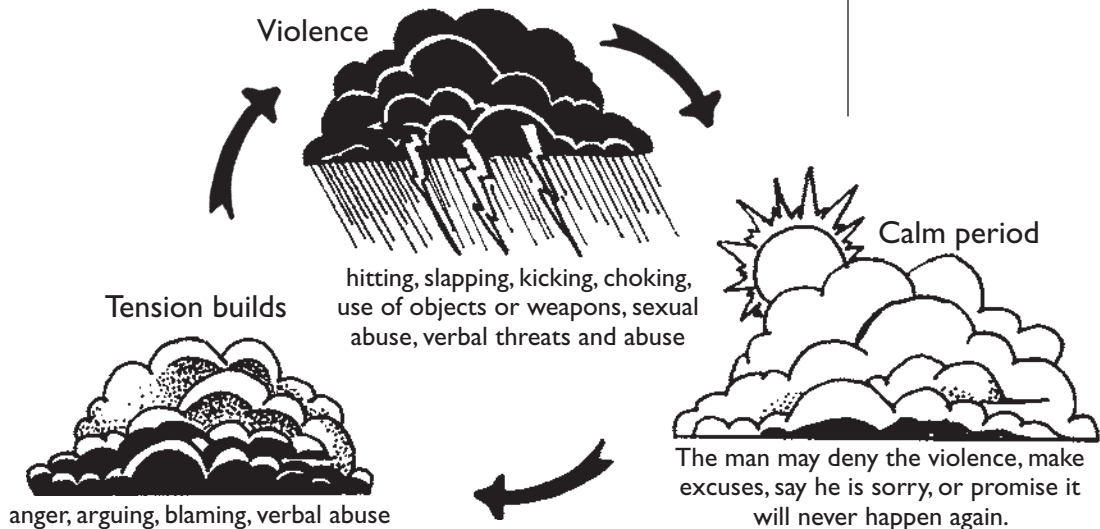 Violence
hitting, slapping, kicking, choking,
use of objects or weapons, sexual
abuse, verbal threats and abuse
Calm period
The man may deny the violence, make
excuses, say he is sorry, or promise it
will never happen again.
Tension builds
anger, arguing, blaming, verbal abuse